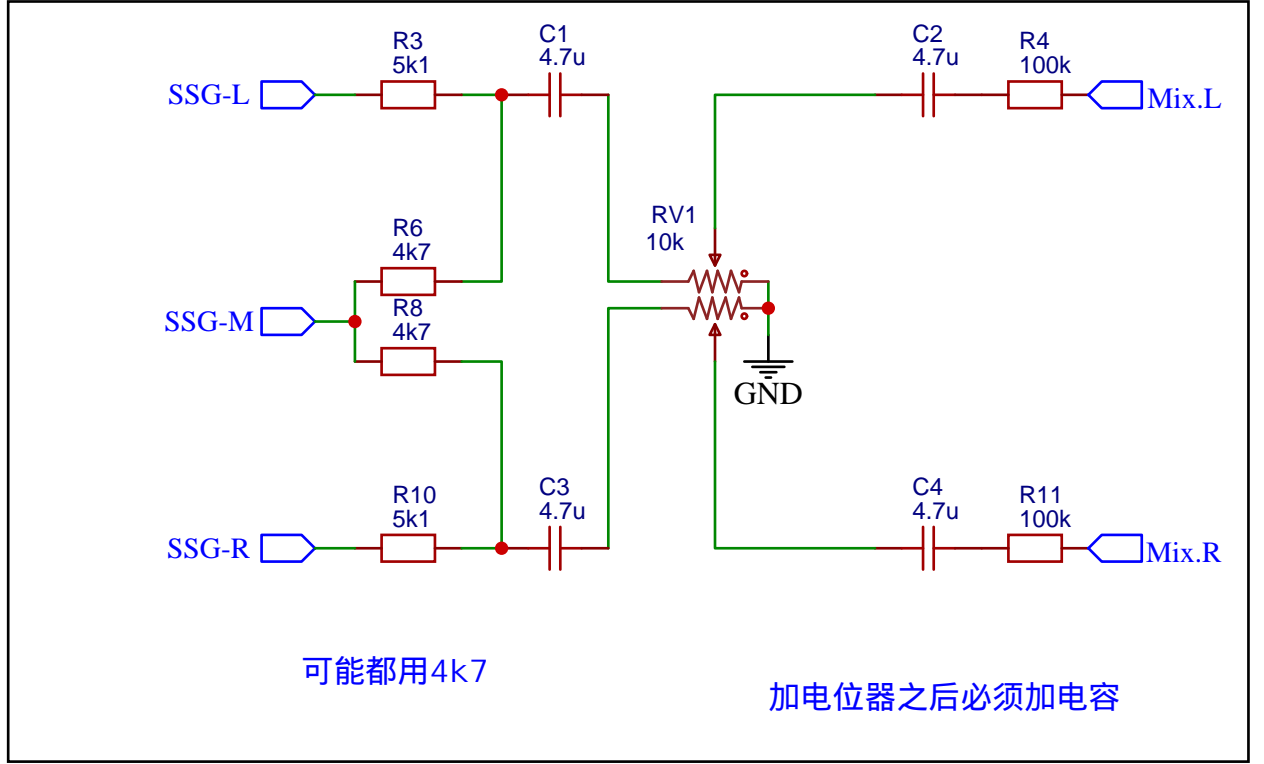 R3
5k1
C1
4.7u
C2
4.7u
R4
100k
SSG-L
Mix.L
R6
4k7
RV1
10k
SSG-M
R8
4k7
GND
R10
5k1
C3
4.7u
C4
4.7u
R11
100k
SSG-R
Mix.R
可能都用4k7
加电位器之后必须加电容